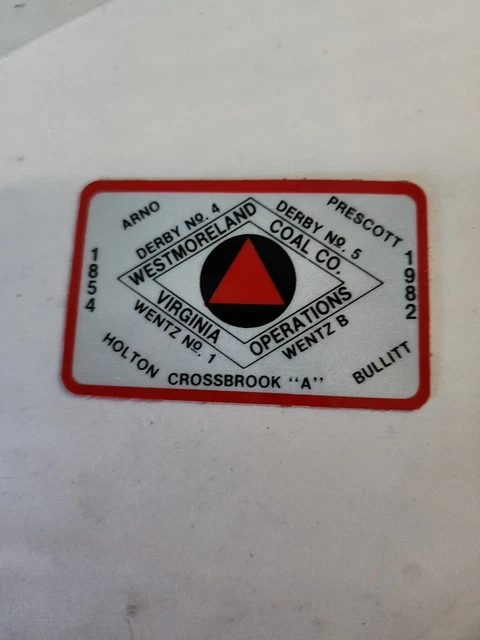 ARNO
PRESCOTT
DERBY No. 4
DERBY No. 5
WESTMORELAND
COAL CO.
1854
1982
VIRGINIA
OPERATIONS
WENTZ No. 1
WENTZ B
HOLTON
CROSSBROOK "A"
BULLITT